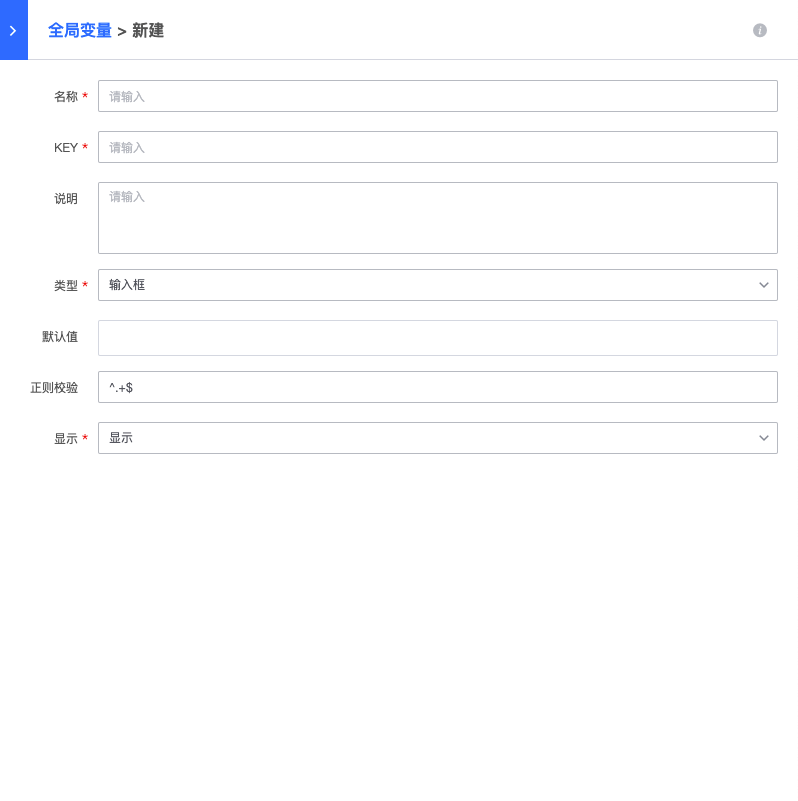 全局变量 > 新建
名称 *
请输入
KEY *
请输入
说明
请输入
类型 *
输入框
默认值
正则校验
^.+$
显示 *
显示